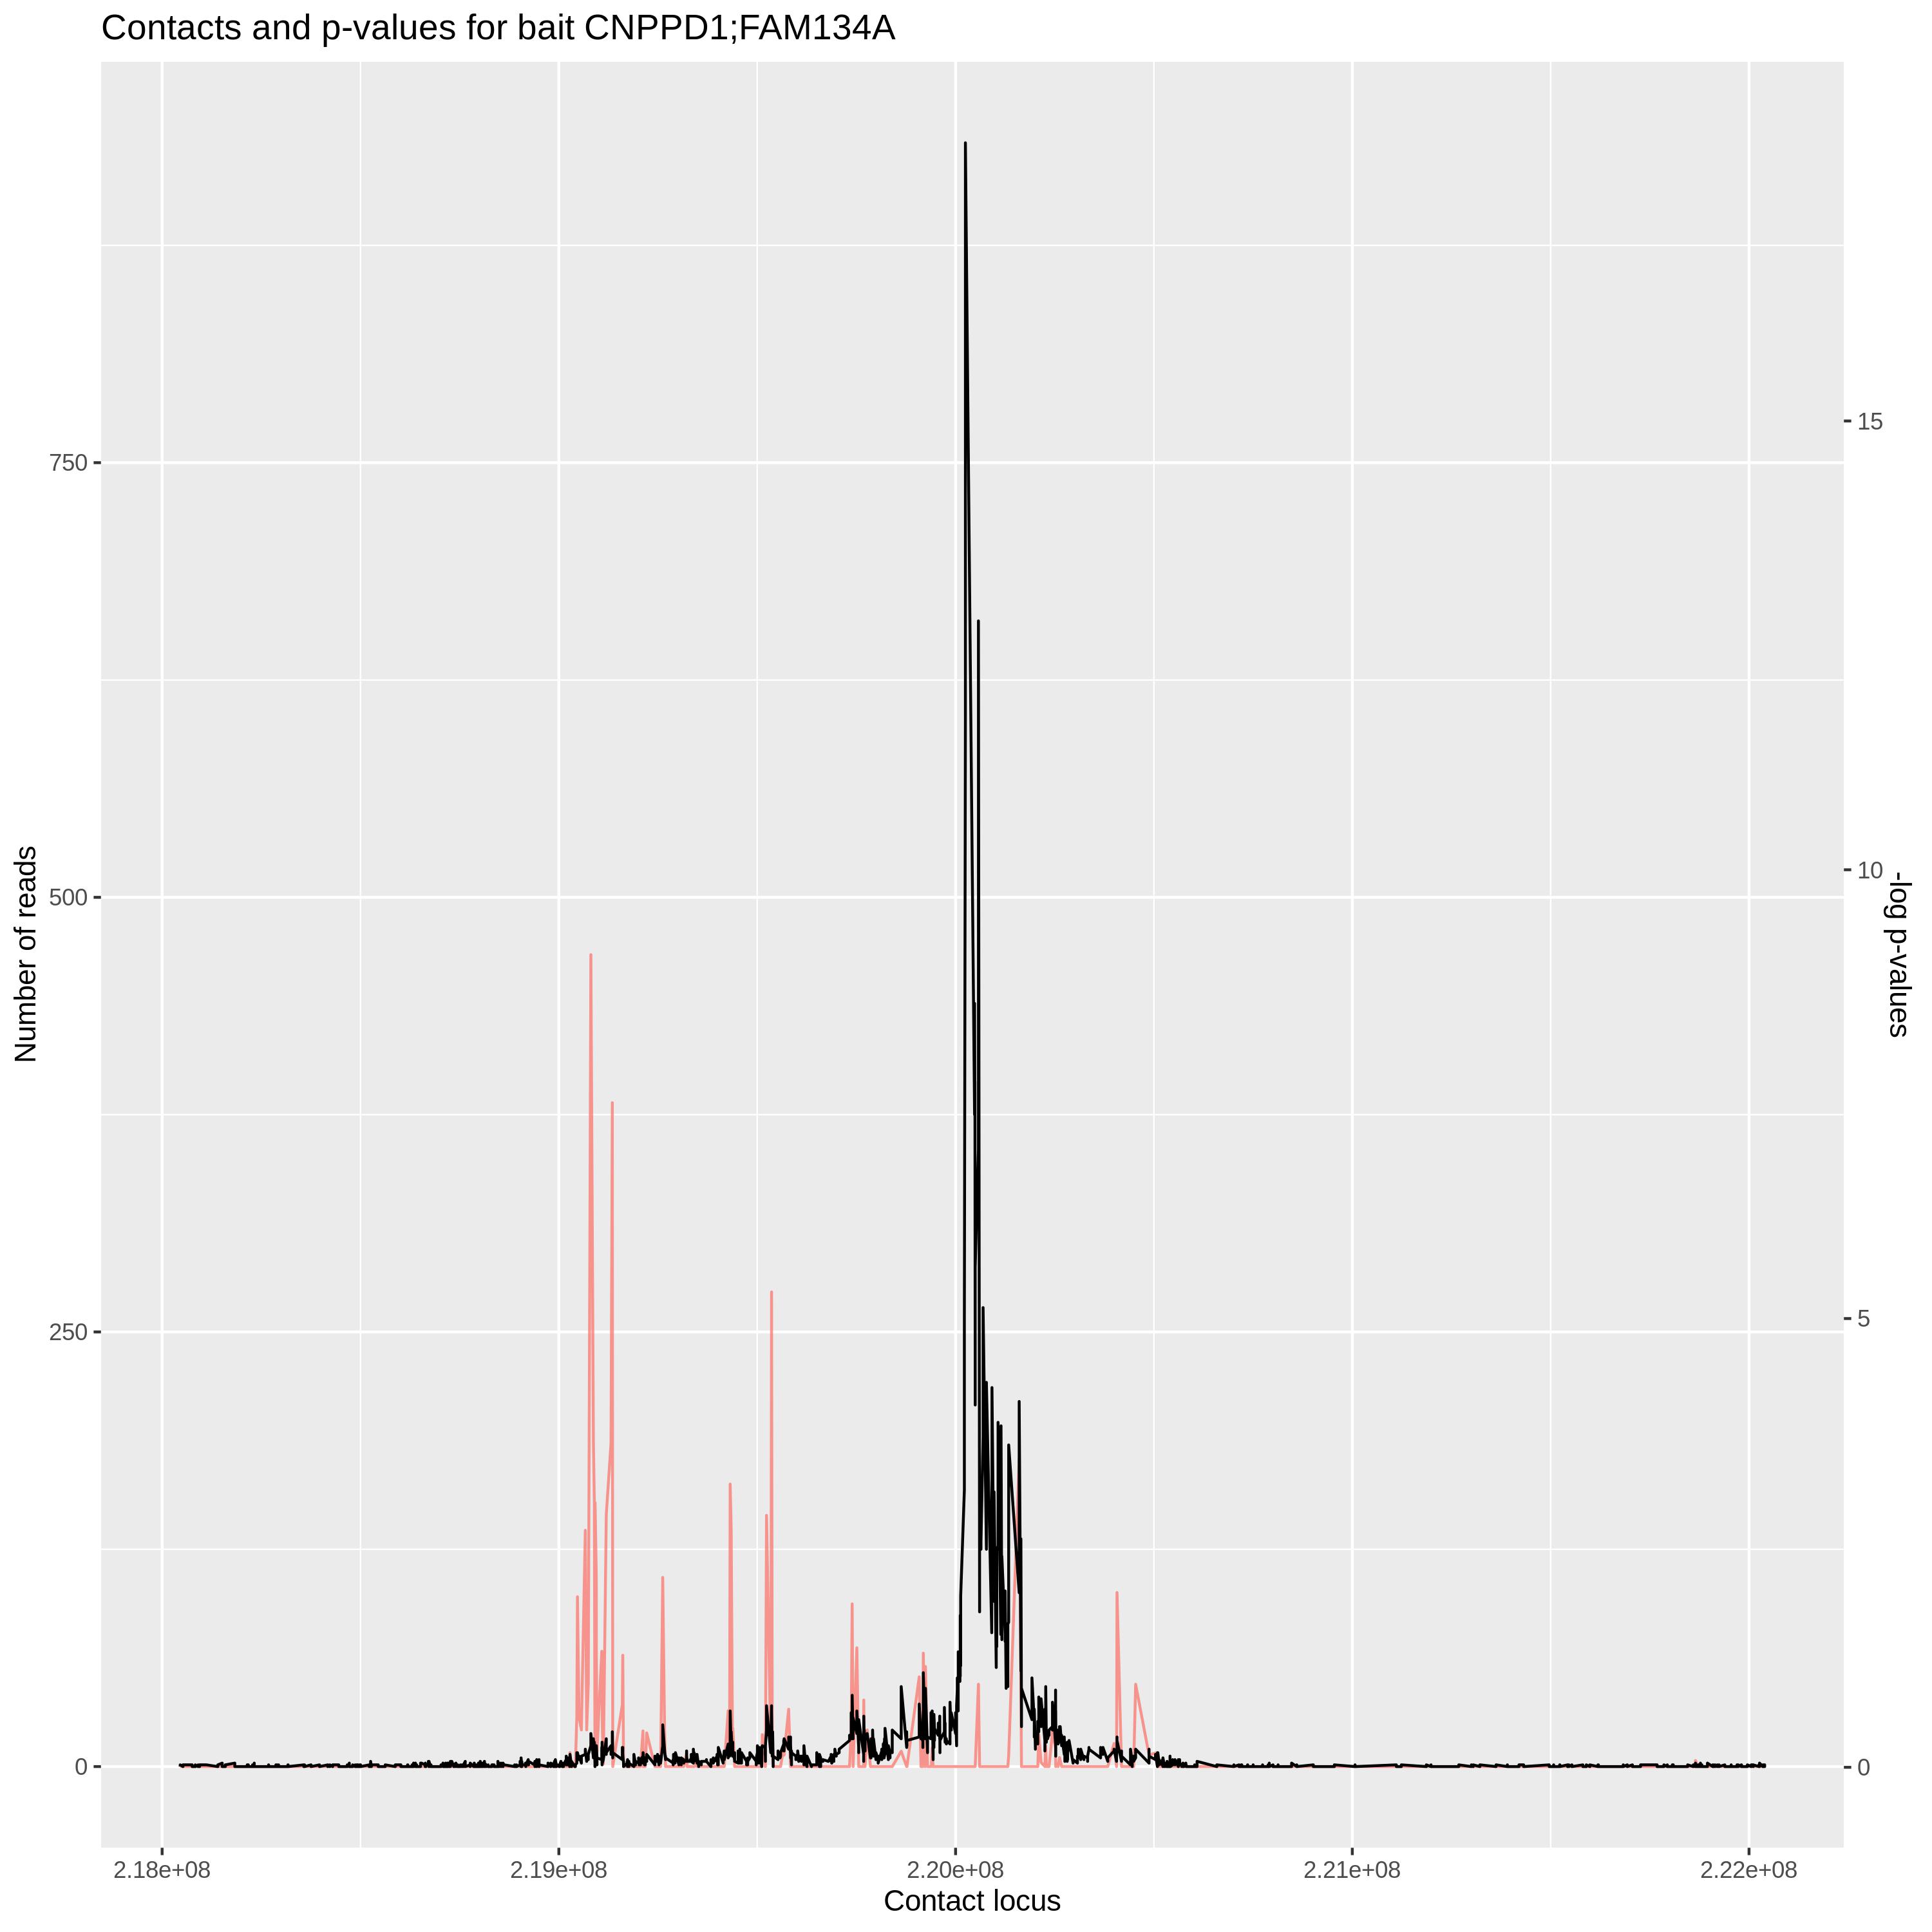 Contacts and p-values for bait CNPPD1;FAM134A
Number of reads
750
500
250
0
15
10
5
0
-log p-values
2.18e+08
2.19e+08
2.20e+08
2.21e+08
2.22e+08
Contact locus